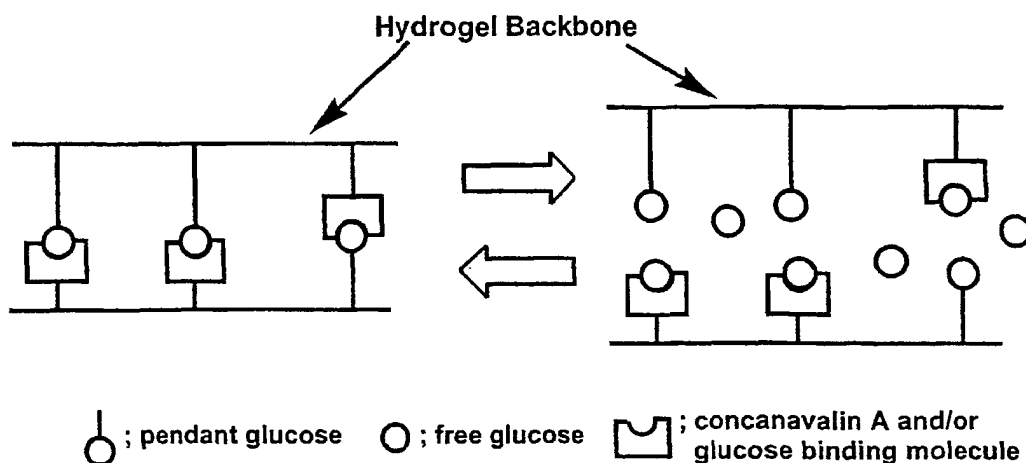 Hydrogel Backbone
; pendant glucose
; free glucose
; concanavalin A and/or
glucose binding molecule